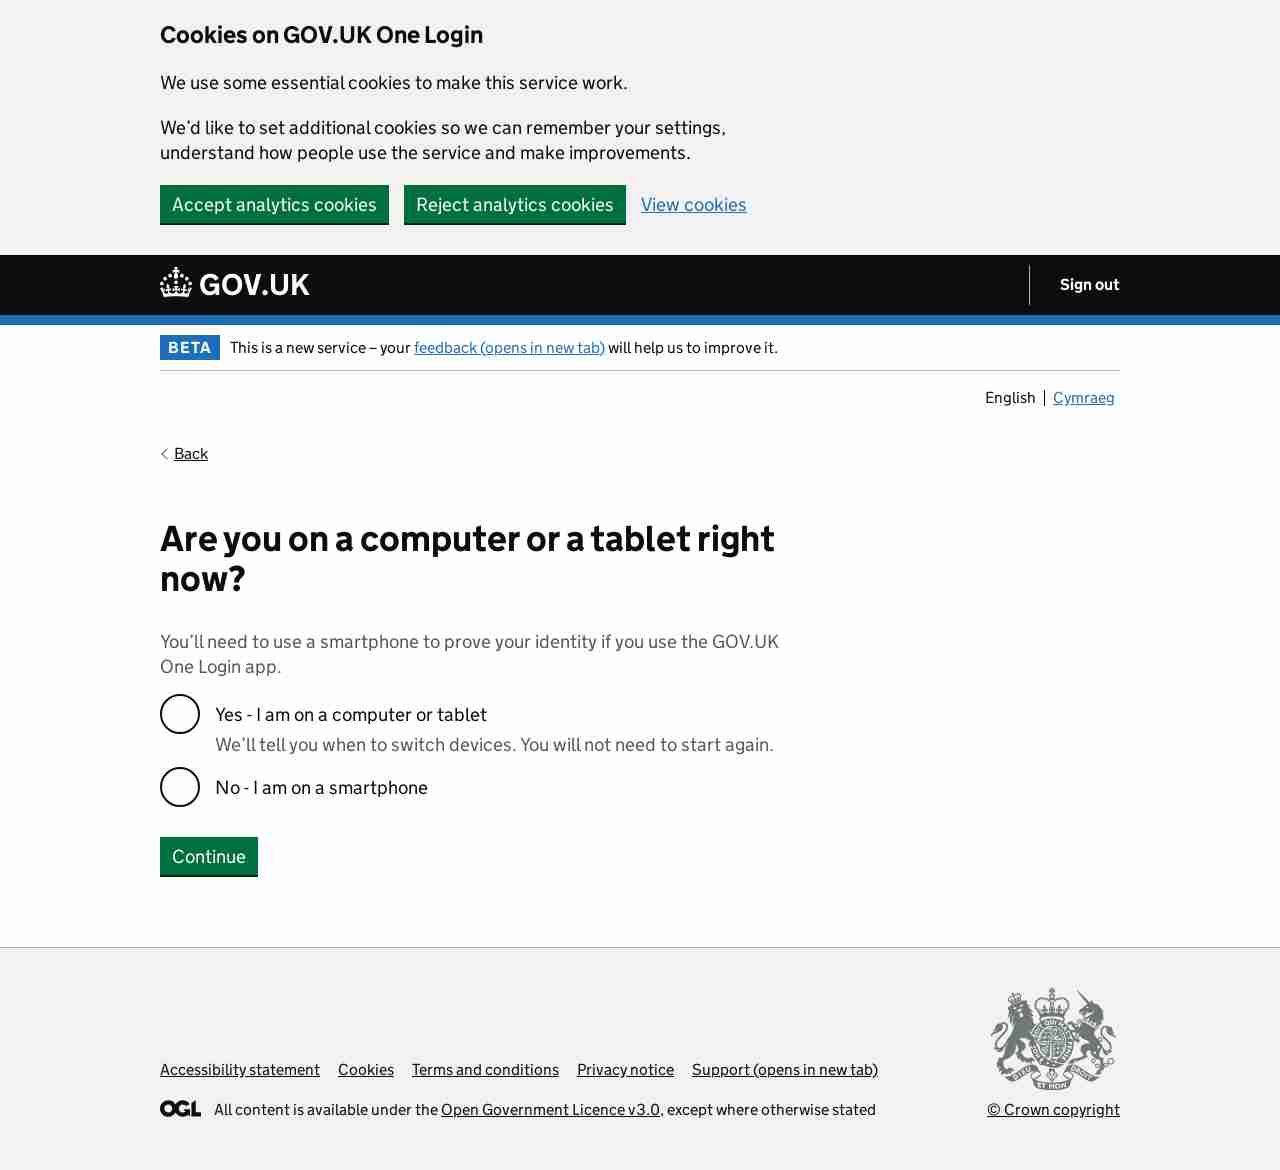 Cookies on GOV.UK One Login
We use some essential cookies to make this service work.
We’d like to set additional cookies so we can remember your settings,
understand how people use the service and make improvements.
Accept analytics cookies
Reject analytics cookies
View cookies
GOV.UK
Sign out
BETA
This is a new service – your feedback (opens in new tab) will help us to improve it.
English
Cymraeg
Back
Are you on a computer or a tablet right
now?
You’ll need to use a smartphone to prove your identity if you use the GOV.UK
One Login app.
Yes - I am on a computer or tablet
We’ll tell you when to switch devices. You will not need to start again.
No - I am on a smartphone
Continue
Accessibility statement
Cookies
Terms and conditions
Privacy notice
Support (opens in new tab)
OGL
All content is available under the Open Government Licence v3.0, except where otherwise stated
© Crown copyright